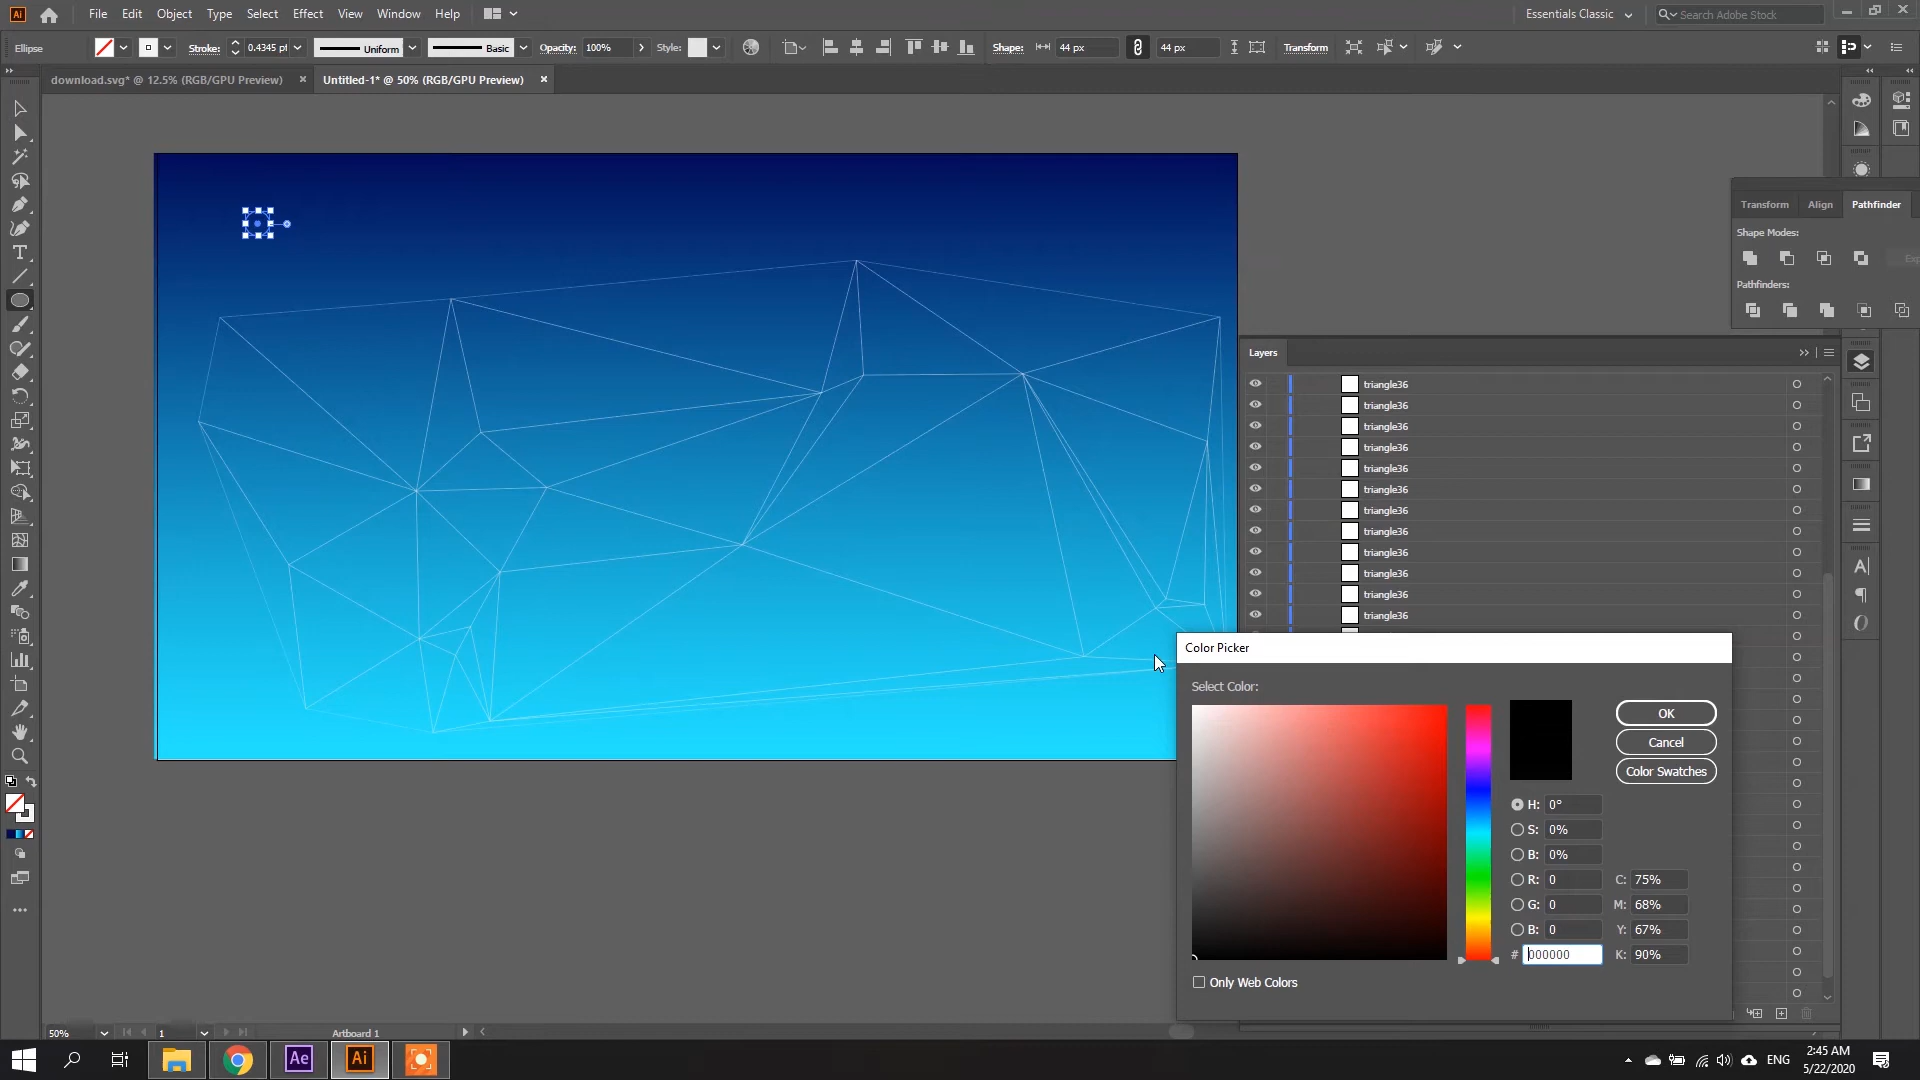 Ai File Edit Object Type Select Effect View Window Help Essentials Classic Search Adobe Stock
Ellipse Stroke: 0.4345 pt Uniform Basic Opacity: 100% Style: Shape: 44 px 44 px Transform
download.svg* @ 12.5% (RGB/GPU Preview) × Untitled-1* @ 50% (RGB/GPU Preview) ×
Transform Align Pathfinder
Shape Modes:
Pathfinders:
Layers
triangle36
triangle36
triangle36
triangle36
triangle36
triangle36
triangle36
triangle36
triangle36
triangle36
triangle36
triangle36
Color Picker
Select Color:
OK
Cancel
Color Swatches
H: 0°
S: 0%
B: 0%
R: 0 C: 75%
G: 0 M: 68%
B: 0 Y: 67%
# 000000 K: 90%
Only Web Colors
50% 1 Artboard 1
Ae Ai ENG 2:45 AM
5/22/2020